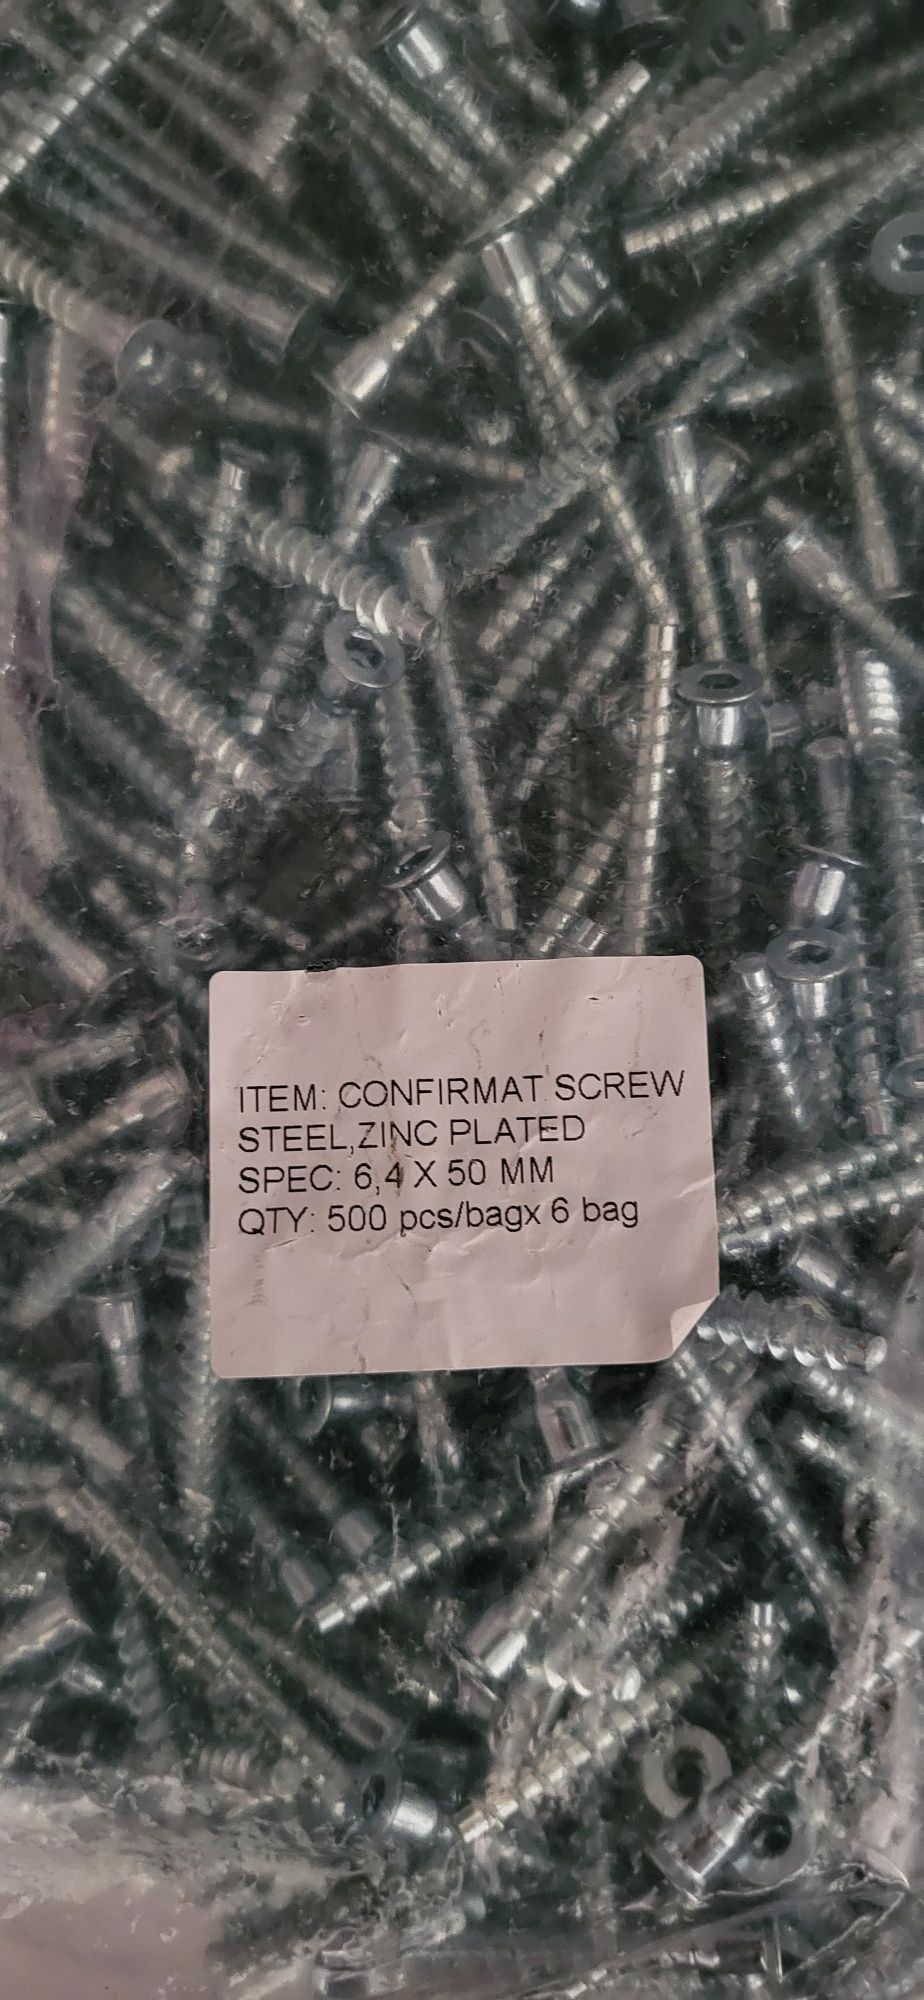 ITEM: CONFIRMAT SCREW
STEEL,ZINC PLATED
SPEC: 6,4 X 50 MM
QTY: 500 pcs/bagx 6 bag